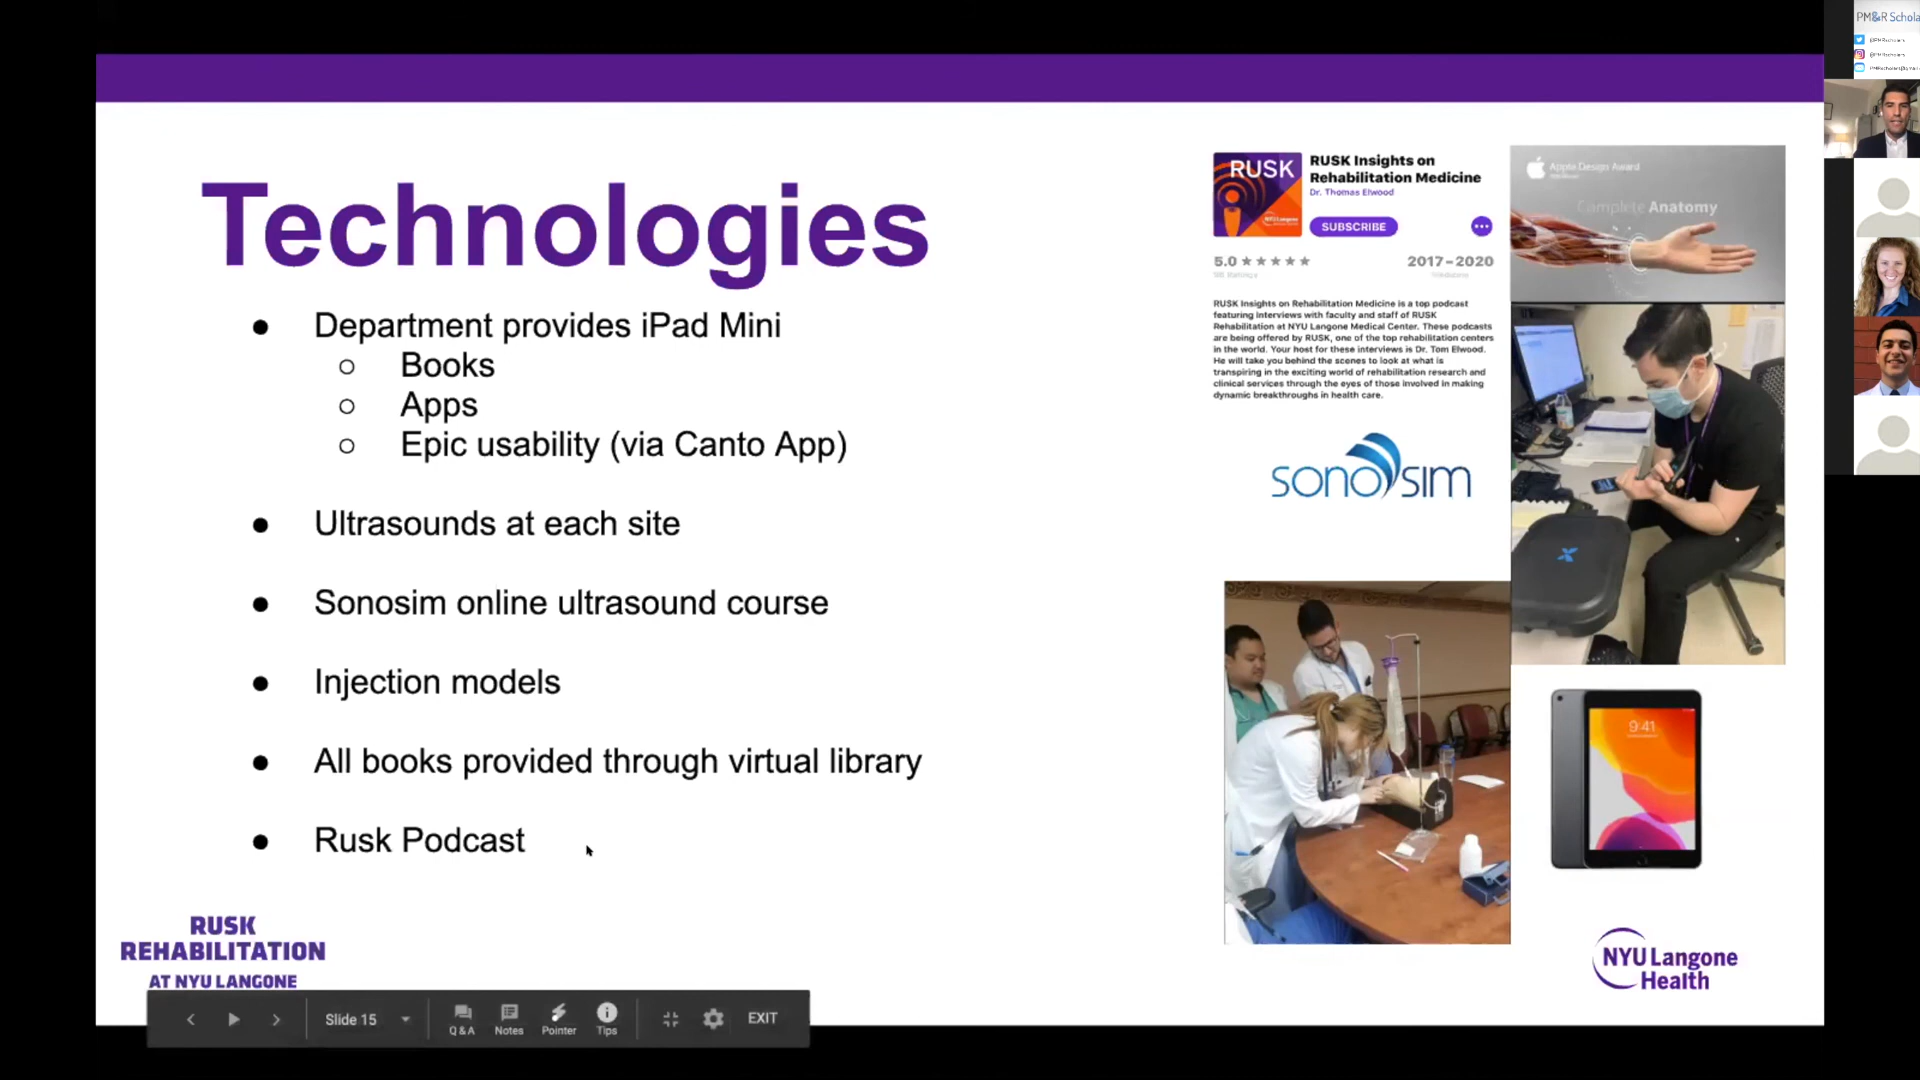 Technologies
● Department provides iPad Mini
○ Books
○ Apps
○ Epic usability (via Canto App)
● Ultrasounds at each site
● Sonosim online ultrasound course
● Injection models
● All books provided through virtual library
● Rusk Podcast
RUSK
REHABILITATION
AT NYU LANGONE
RUSK
RUSK Insights on
Rehabilitation Medicine
Dr. Thomas Elwood
SUBSCRIBE
5.0 ★★★★★
2017–2020
RUSK Insights on Rehabilitation Medicine is a top podcast
featuring interviews with faculty and staff of RUSK
Rehabilitation at NYU Langone Medical Center. These podcasts
are being offered by RUSK, one of the top rehabilitation centers
in the world. Your host for these interviews is Dr. Tom Elwood.
He will take you behind the scenes to look at what is
transpiring in the exciting world of rehabilitation research and
clinical services through the eyes of those involved in making
dynamic breakthroughs in health care.
sonosim
Apple Design Award
Complete Anatomy
9:41
NYU Langone
Health
Slide 15
Q&A
Notes
Pointer
Tips
EXIT
PM&R Schola